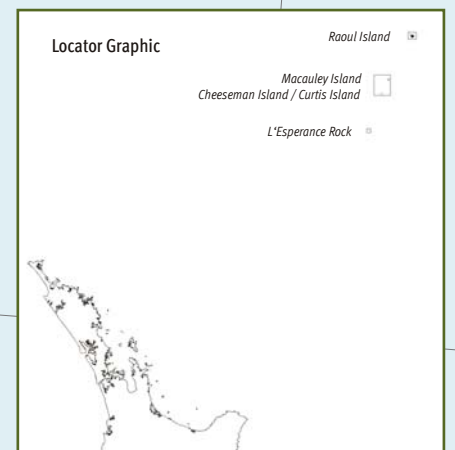 Locator Graphic
Raoul Island
Macauley Island
Cheeseman Island / Curtis Island
L'Esperance Rock